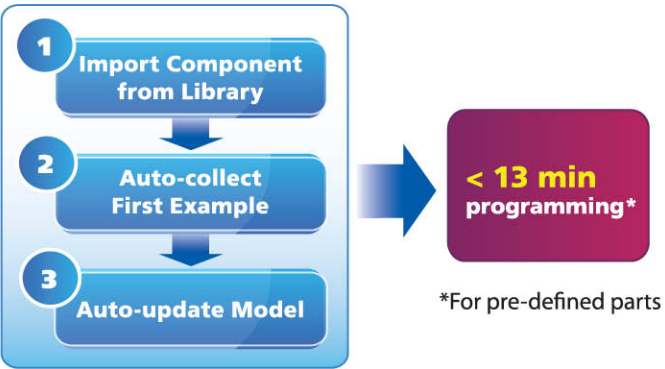 1
Import Component
from Library
2
Auto-collect
First Example
3
Auto-update Model
< 13 min
programming*
*For pre-defined parts